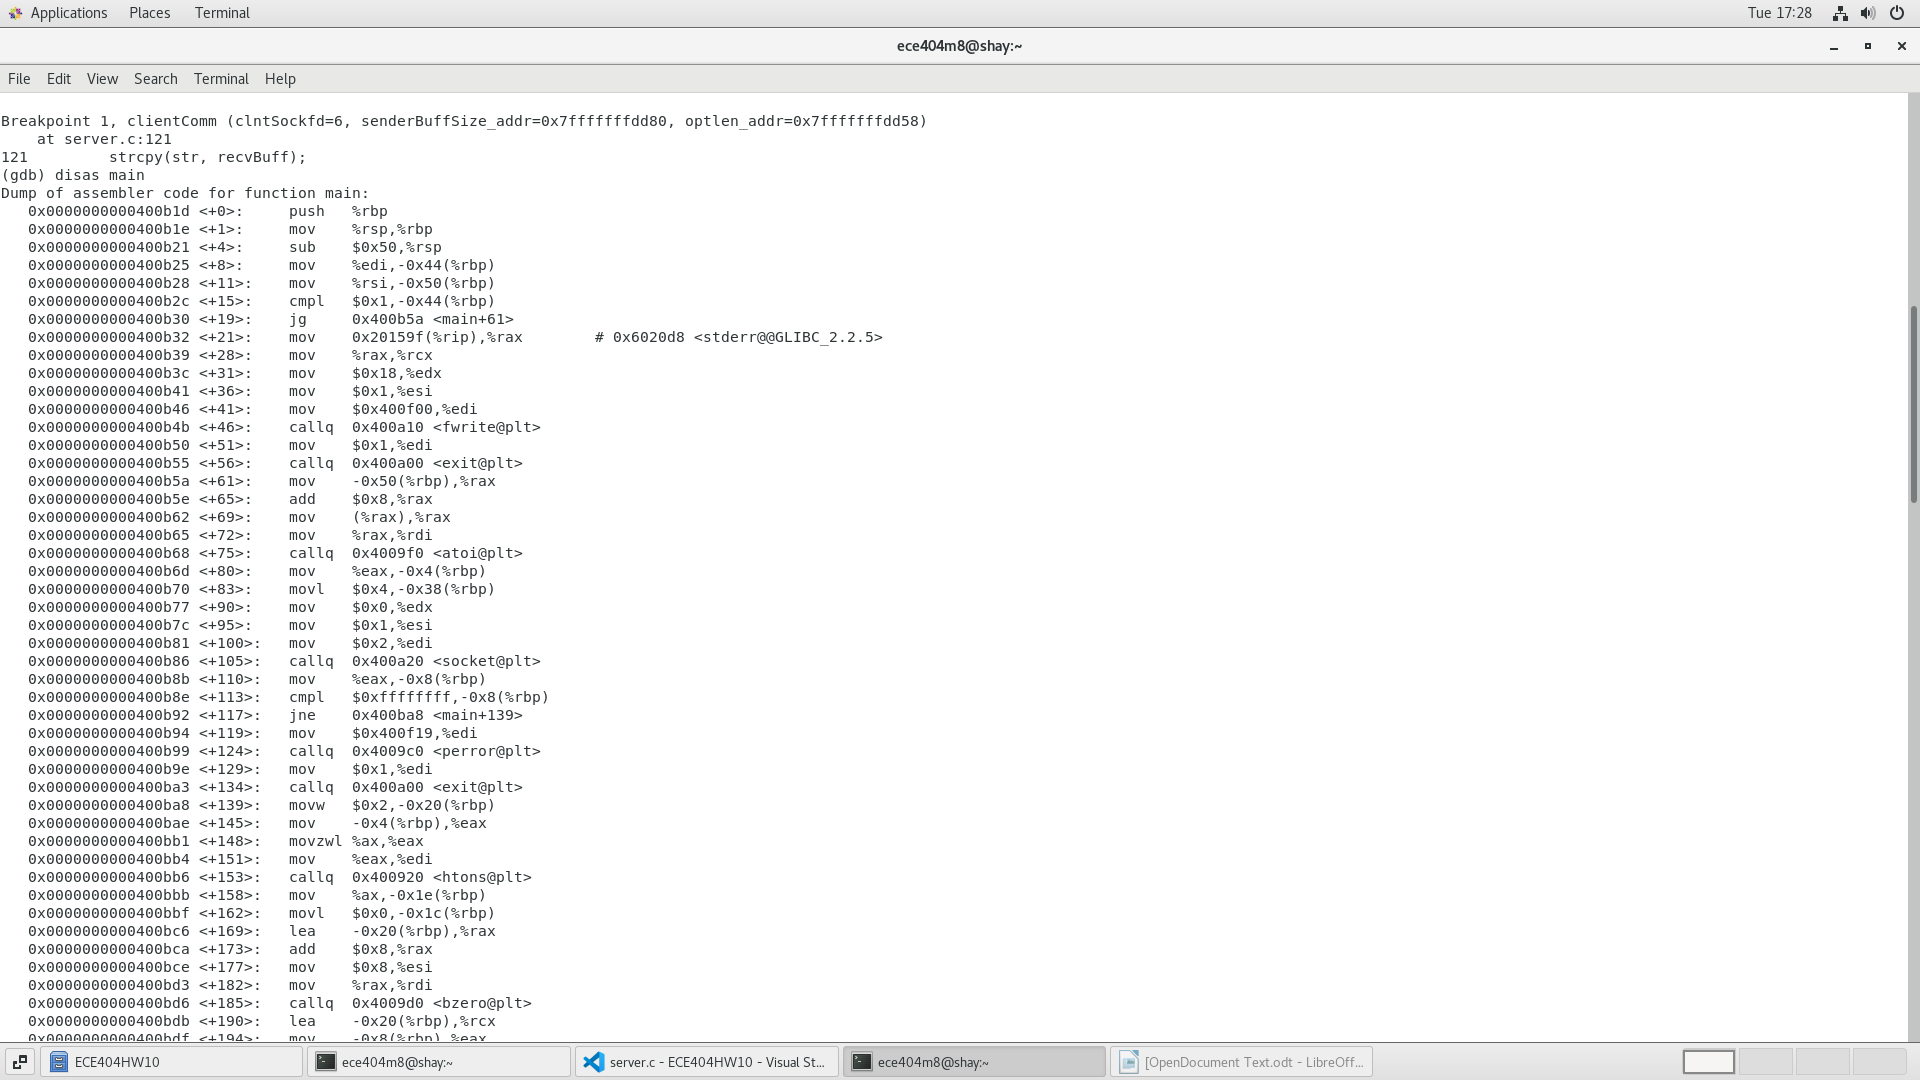 Applications Places Terminal Tue 17:28
ece404m8@shay:~
File Edit View Search Terminal Help
Breakpoint 1, clientComm (clntSockfd=6, senderBuffSize_addr=0x7fffffffdd80, optlen_addr=0x7fffffffdd58)
    at server.c:121
121         strcpy(str, recvBuff);
(gdb) disas main
Dump of assembler code for function main:
   0x0000000000400b1d <+0>:     push   %rbp
   0x0000000000400b1e <+1>:     mov    %rsp,%rbp
   0x0000000000400b21 <+4>:     sub    $0x50,%rsp
   0x0000000000400b25 <+8>:     mov    %edi,-0x44(%rbp)
   0x0000000000400b28 <+11>:    mov    %rsi,-0x50(%rbp)
   0x0000000000400b2c <+15>:    cmpl   $0x1,-0x44(%rbp)
   0x0000000000400b30 <+19>:    jg     0x400b5a <main+61>
   0x0000000000400b32 <+21>:    mov    0x20159f(%rip),%rax        # 0x6020d8 <stderr@@GLIBC_2.2.5>
   0x0000000000400b39 <+28>:    mov    %rax,%rcx
   0x0000000000400b3c <+31>:    mov    $0x18,%edx
   0x0000000000400b41 <+36>:    mov    $0x1,%esi
   0x0000000000400b46 <+41>:    mov    $0x400f00,%edi
   0x0000000000400b4b <+46>:    callq  0x400a10 <fwrite@plt>
   0x0000000000400b50 <+51>:    mov    $0x1,%edi
   0x0000000000400b55 <+56>:    callq  0x400a00 <exit@plt>
   0x0000000000400b5a <+61>:    mov    -0x50(%rbp),%rax
   0x0000000000400b5e <+65>:    add    $0x8,%rax
   0x0000000000400b62 <+69>:    mov    (%rax),%rax
   0x0000000000400b65 <+72>:    mov    %rax,%rdi
   0x0000000000400b68 <+75>:    callq  0x4009f0 <atoi@plt>
   0x0000000000400b6d <+80>:    mov    %eax,-0x4(%rbp)
   0x0000000000400b70 <+83>:    movl   $0x4,-0x38(%rbp)
   0x0000000000400b77 <+90>:    mov    $0x0,%edx
   0x0000000000400b7c <+95>:    mov    $0x1,%esi
   0x0000000000400b81 <+100>:   mov    $0x2,%edi
   0x0000000000400b86 <+105>:   callq  0x400a20 <socket@plt>
   0x0000000000400b8b <+110>:   mov    %eax,-0x8(%rbp)
   0x0000000000400b8e <+113>:   cmpl   $0xffffffff,-0x8(%rbp)
   0x0000000000400b92 <+117>:   jne    0x400ba8 <main+139>
   0x0000000000400b94 <+119>:   mov    $0x400f19,%edi
   0x0000000000400b99 <+124>:   callq  0x4009c0 <perror@plt>
   0x0000000000400b9e <+129>:   mov    $0x1,%edi
   0x0000000000400ba3 <+134>:   callq  0x400a00 <exit@plt>
   0x0000000000400ba8 <+139>:   movw   $0x2,-0x20(%rbp)
   0x0000000000400bae <+145>:   mov    -0x4(%rbp),%eax
   0x0000000000400bb1 <+148>:   movzwl %ax,%eax
   0x0000000000400bb4 <+151>:   mov    %eax,%edi
   0x0000000000400bb6 <+153>:   callq  0x400920 <htons@plt>
   0x0000000000400bbb <+158>:   mov    %ax,-0x1e(%rbp)
   0x0000000000400bbf <+162>:   movl   $0x0,-0x1c(%rbp)
   0x0000000000400bc6 <+169>:   lea    -0x20(%rbp),%rax
   0x0000000000400bca <+173>:   add    $0x8,%rax
   0x0000000000400bce <+177>:   mov    $0x8,%esi
   0x0000000000400bd3 <+182>:   mov    %rax,%rdi
   0x0000000000400bd6 <+185>:   callq  0x4009d0 <bzero@plt>
   0x0000000000400bdb <+190>:   lea    -0x20(%rbp),%rcx
   0x0000000000400bdf <+194>:   mov    -0x8(%rbp),%eax
ECE404HW10 ece404m8@shay:~ server.c - ECE404HW10 - Visual St... ece404m8@shay:~ [OpenDocument Text.odt - LibreOff...